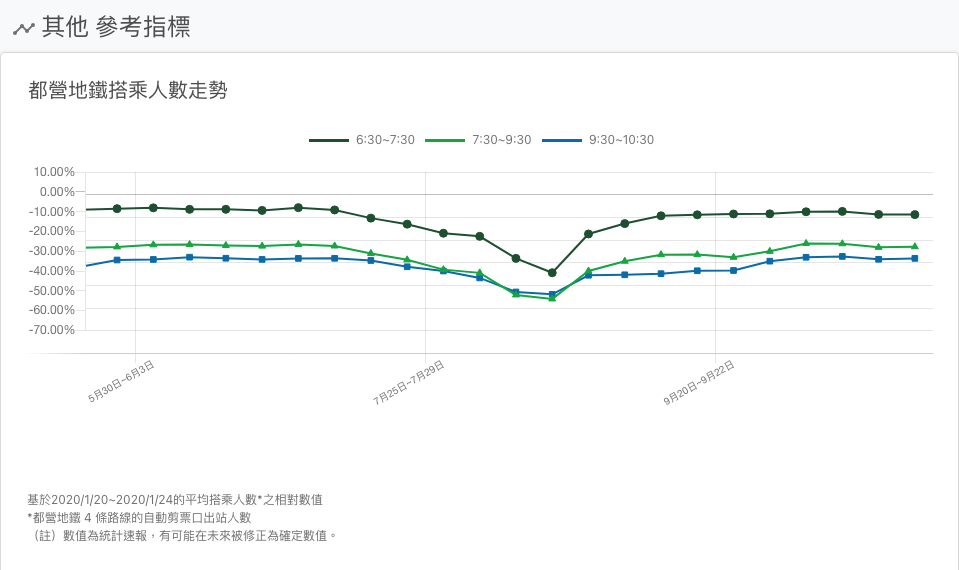 其他 參考指標
都營地鐵搭乘人數走勢
6:30~7:30 7:30~9:30 9:30~10:30
10.00%
0.00%
-10.00%
-20.00%
-30.00%
-40.00%
-50.00%
-60.00%
-70.00%
5月30日~6月3日 7月25日~7月29日 9月20日~9月22日
基於2020/1/20~2020/1/24的平均搭乘人數*之相對數值
*都營地鐵 4 條路線的自動剪票口出站人數
（註）數值為統計速報，有可能在未來被修正為確定數值。